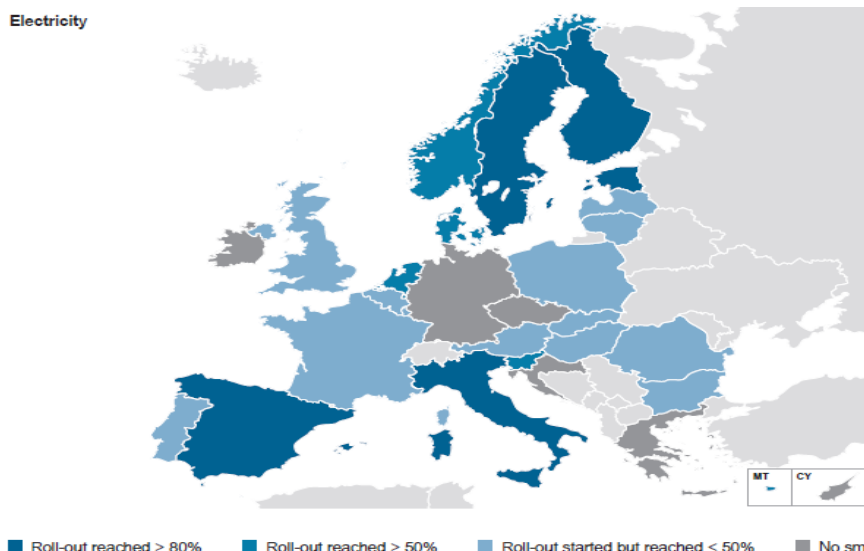 Electricity
MT CY
Roll-out reached > 80% Roll-out reached > 50% Roll-out started but reached < 50% No